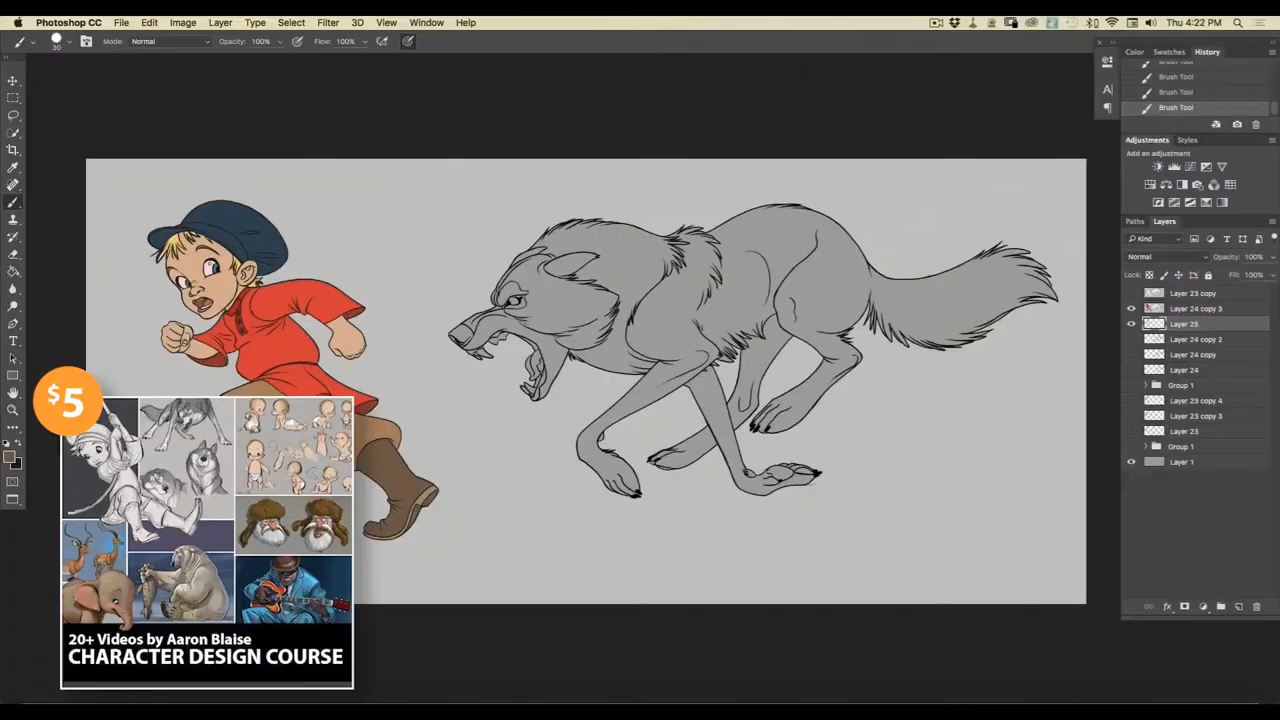 Photoshop CC File Edit Image Layer Type Select Filter 3D View Window Help Thu 4:22 PM
30 Mode: Normal Opacity: 100% Flow: 100%
Color Swatches History
Brush Tool
Brush Tool
Brush Tool
Brush Tool
Adjustments Styles
Add an adjustment
Paths Layers
Kind
Normal Opacity: 100%
Lock: Fill: 100%
Layer 23 copy
Layer 24 copy 3
Layer 25
Layer 24 copy 2
Layer 24 copy
Layer 24
Group 1
Layer 23 copy 4
Layer 23 copy 3
Layer 23
Group 1
Layer 1
$5
20+ Videos by Aaron Blaise
CHARACTER DESIGN COURSE